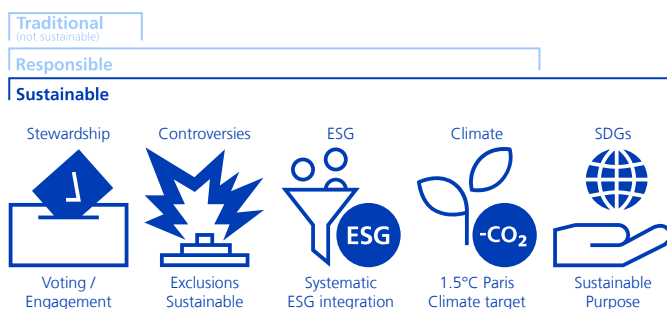 Traditional
(not sustainable)
Responsible
Sustainable
Stewardship Controversies ESG Climate SDGs
ESG -CO₂
Voting / Exclusions Systematic 1.5°C Paris Sustainable
Engagement Sustainable ESG integration Climate target Purpose